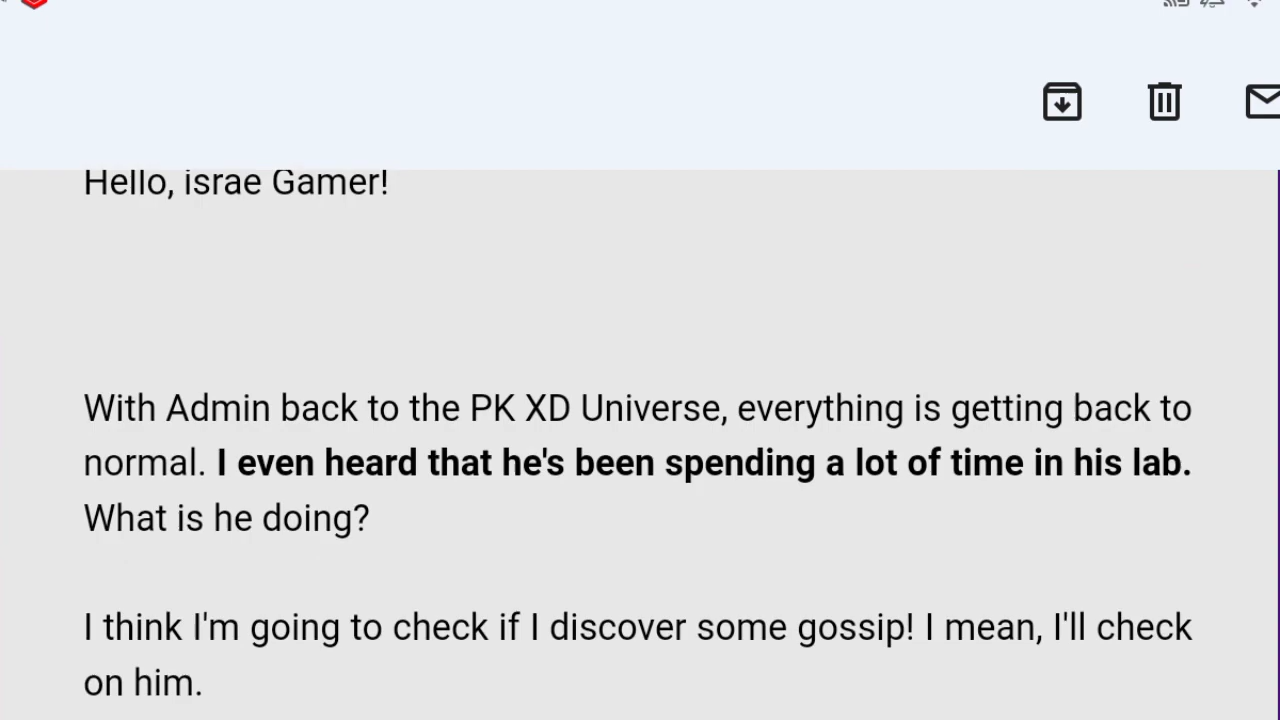 Hello, israe Gamer!
With Admin back to the PK XD Universe, everything is getting back to
normal. I even heard that he's been spending a lot of time in his lab.
What is he doing?
I think I'm going to check if I discover some gossip! I mean, I'll check
on him.